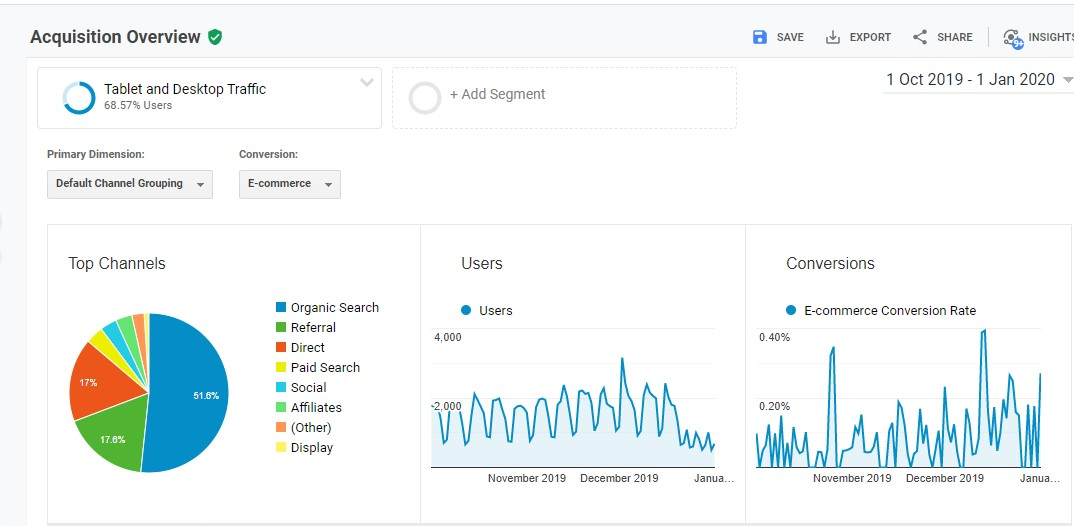 Acquisition Overview
SAVE
EXPORT
SHARE
INSIGHTS
Tablet and Desktop Traffic
68.57% Users
+ Add Segment
1 Oct 2019 - 1 Jan 2020
Primary Dimension:
Conversion:
Default Channel Grouping
E-commerce
Top Channels
51.6%
17.6%
17%
Organic Search
Referral
Direct
Paid Search
Social
Affiliates
(Other)
Display
Users
Users
4,000
2,000
November 2019
December 2019
Janua...
Conversions
E-commerce Conversion Rate
0.40%
0.20%
November 2019
December 2019
Janua...